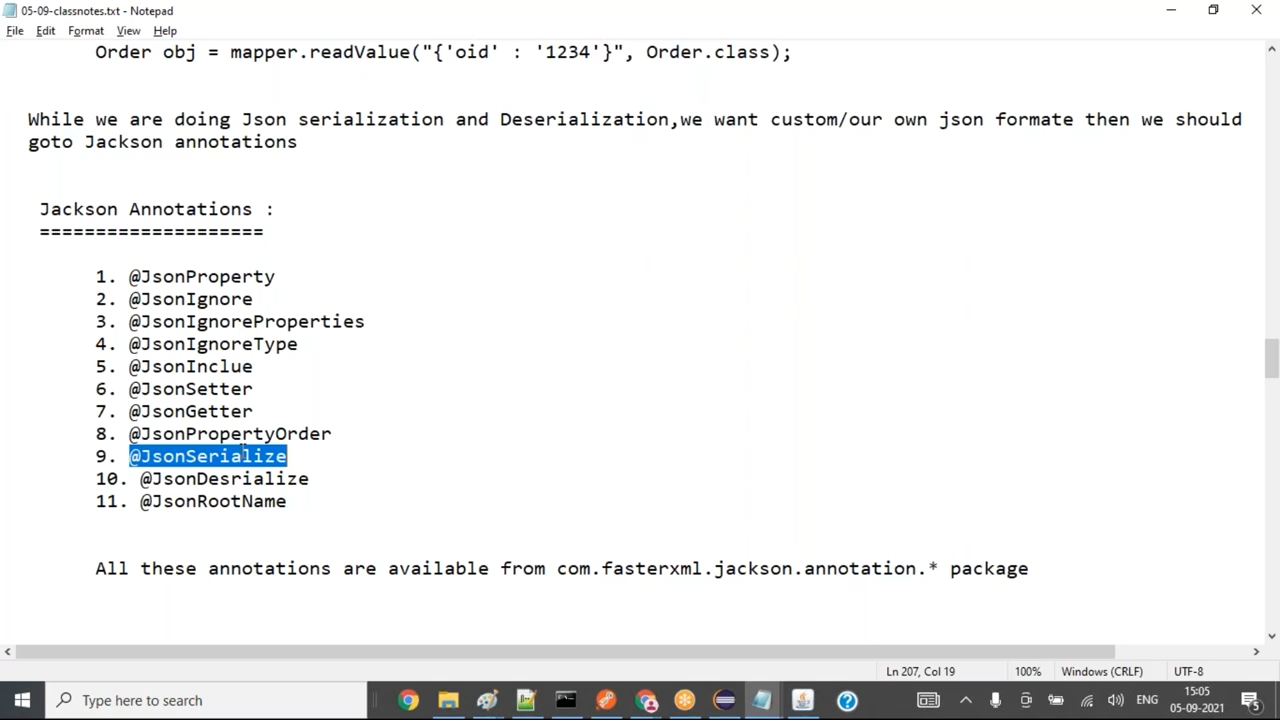 05-09-classnotes.txt - Notepad
File Edit Format View Help
Order obj = mapper.readValue("{'oid' : '1234'}", Order.class);
While we are doing Json serialization and Deserialization,we want custom/our own json formate then we should
goto Jackson annotations
Jackson Annotations :
====================
1. @JsonProperty
2. @JsonIgnore
3. @JsonIgnoreProperties
4. @JsonIgnoreType
5. @JsonInclue
6. @JsonSetter
7. @JsonGetter
8. @JsonPropertyOrder
9. @JsonSerialize
10. @JsonDesrialize
11. @JsonRootName
All these annotations are available from com.fasterxml.jackson.annotation.* package
Ln 207, Col 19 100% Windows (CRLF) UTF-8
Type here to search
ENG
15:05
05-09-2021
5